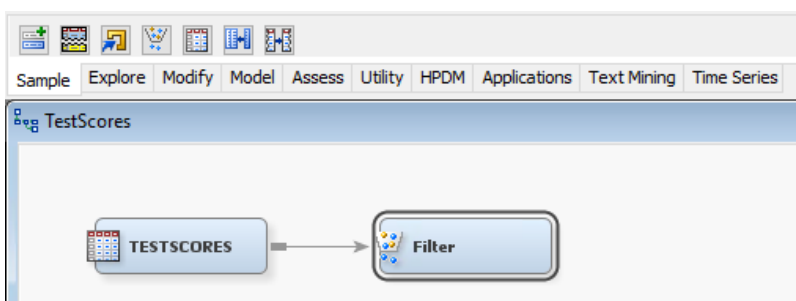 Sample Explore Modify Model Assess Utility HPDM Applications Text Mining Time Series
TestScores
TESTSCORES Filter